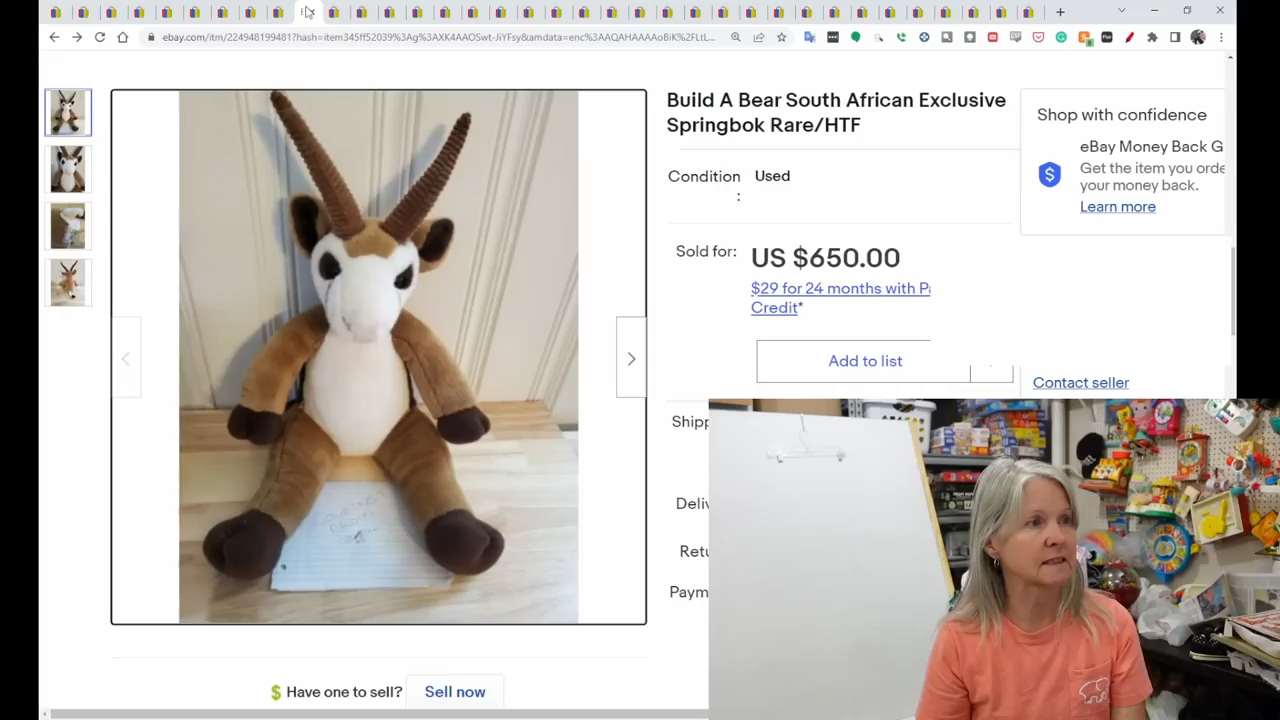 ebay.com/itm/224948199481?hash=item345ff52039%3Ag%3AXK4AAOSwt-JiYFsy&amdata=enc%3AAQAHAAAAoBiK%2FLtL...
Build A Bear South African Exclusive
Springbok Rare/HTF
Condition
:
Used
Sold for:
US $650.00
$29 for 24 months with Pa
Credit*
Add to list
Shop with confidence
eBay Money Back G
Get the item you orde
your money back.
Learn more
Contact seller
Shipp
Deliv
Retu
Paym
Have one to sell?
Sell now